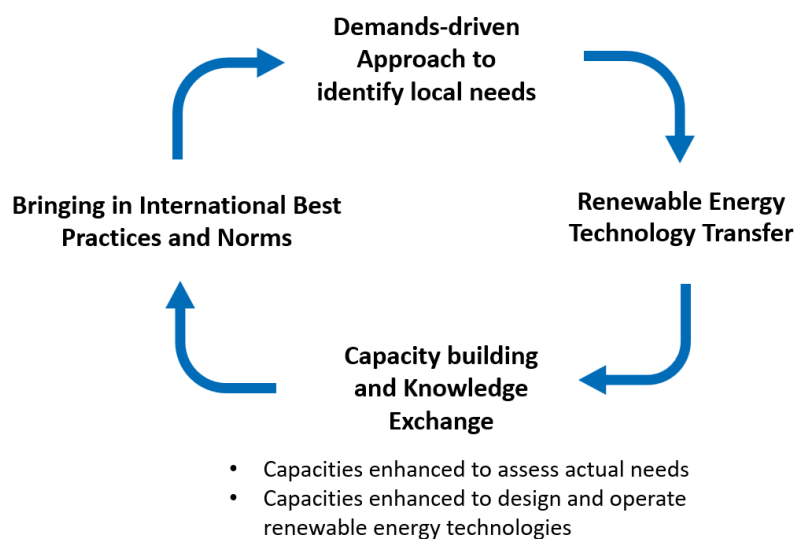 Demands-driven
Approach to
identify local needs
Renewable Energy
Technology Transfer
Bringing in International Best
Practices and Norms
Capacity building
and Knowledge
Exchange
• Capacities enhanced to assess actual needs
• Capacities enhanced to design and operate
renewable energy technologies